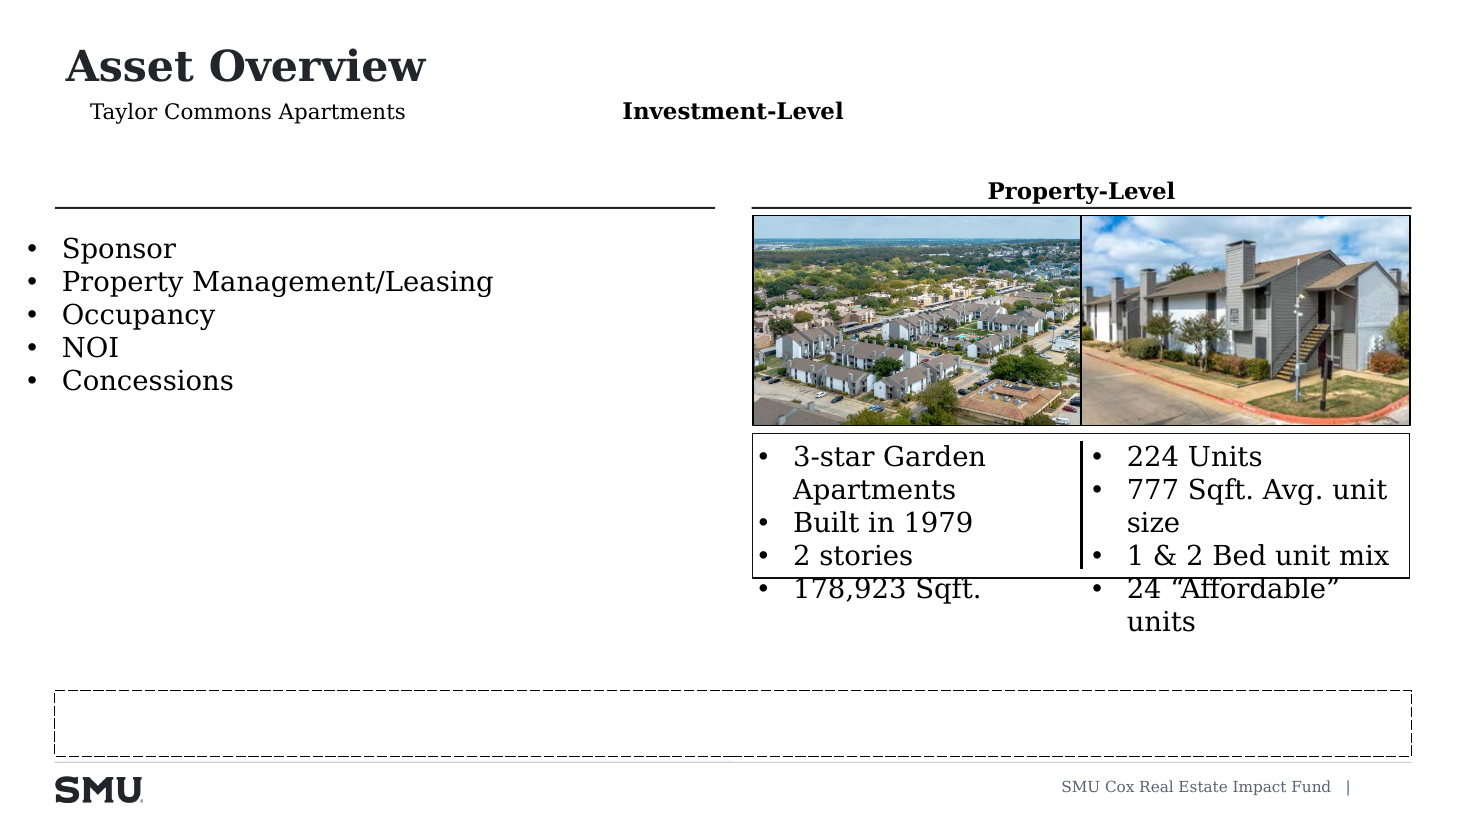 Asset Overview
Taylor Commons Apartments
Investment-Level
Property-Level
• Sponsor
• Property Management/Leasing
• Occupancy
• NOI
• Concessions
• 3-star Garden
Apartments
• Built in 1979
• 2 stories
• 178,923 Sqft.
• 224 Units
• 777 Sqft. Avg. unit
size
• 1 & 2 Bed unit mix
• 24 “Affordable”
units
SMU
SMU Cox Real Estate Impact Fund |